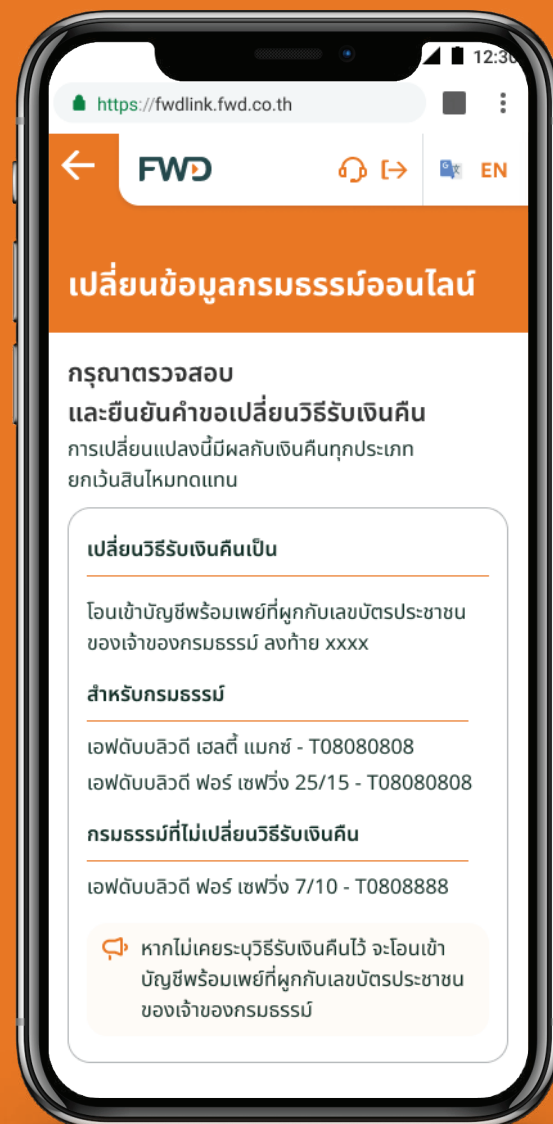 12:30
https://fwdlink.fwd.co.th
FWD
EN
เปลี่ยนข้อมูลกรมธรรม์ออนไลน์
กรุณาตรวจสอบ
และยืนยันคำขอเปลี่ยนวิธีรับเงินคืน
การเปลี่ยนแปลงนี้มีผลกับเงินคืนทุกประเภท
ยกเว้นสินไหมทดแทน
เปลี่ยนวิธีรับเงินคืนเป็น
โอนเข้าบัญชีพร้อมเพย์ที่ผูกกับเลขบัตรประชาชน
ของเจ้าของกรมธรรม์ ลงท้าย xxxx
สำหรับกรมธรรม์
เอฟดับบลิวดี เฮลตี้ แมกซ์ - T08080808
เอฟดับบลิวดี ฟอร์ เซฟวิ่ง 25/15 - T08080808
กรมธรรม์ที่ไม่เปลี่ยนวิธีรับเงินคืน
เอฟดับบลิวดี ฟอร์ เซฟวิ่ง 7/10 - T0808888
หากไม่เคยระบุวิธีรับเงินคืนไว้ จะโอนเข้า
บัญชีพร้อมเพย์ที่ผูกกับเลขบัตรประชาชน
ของเจ้าของกรมธรรม์